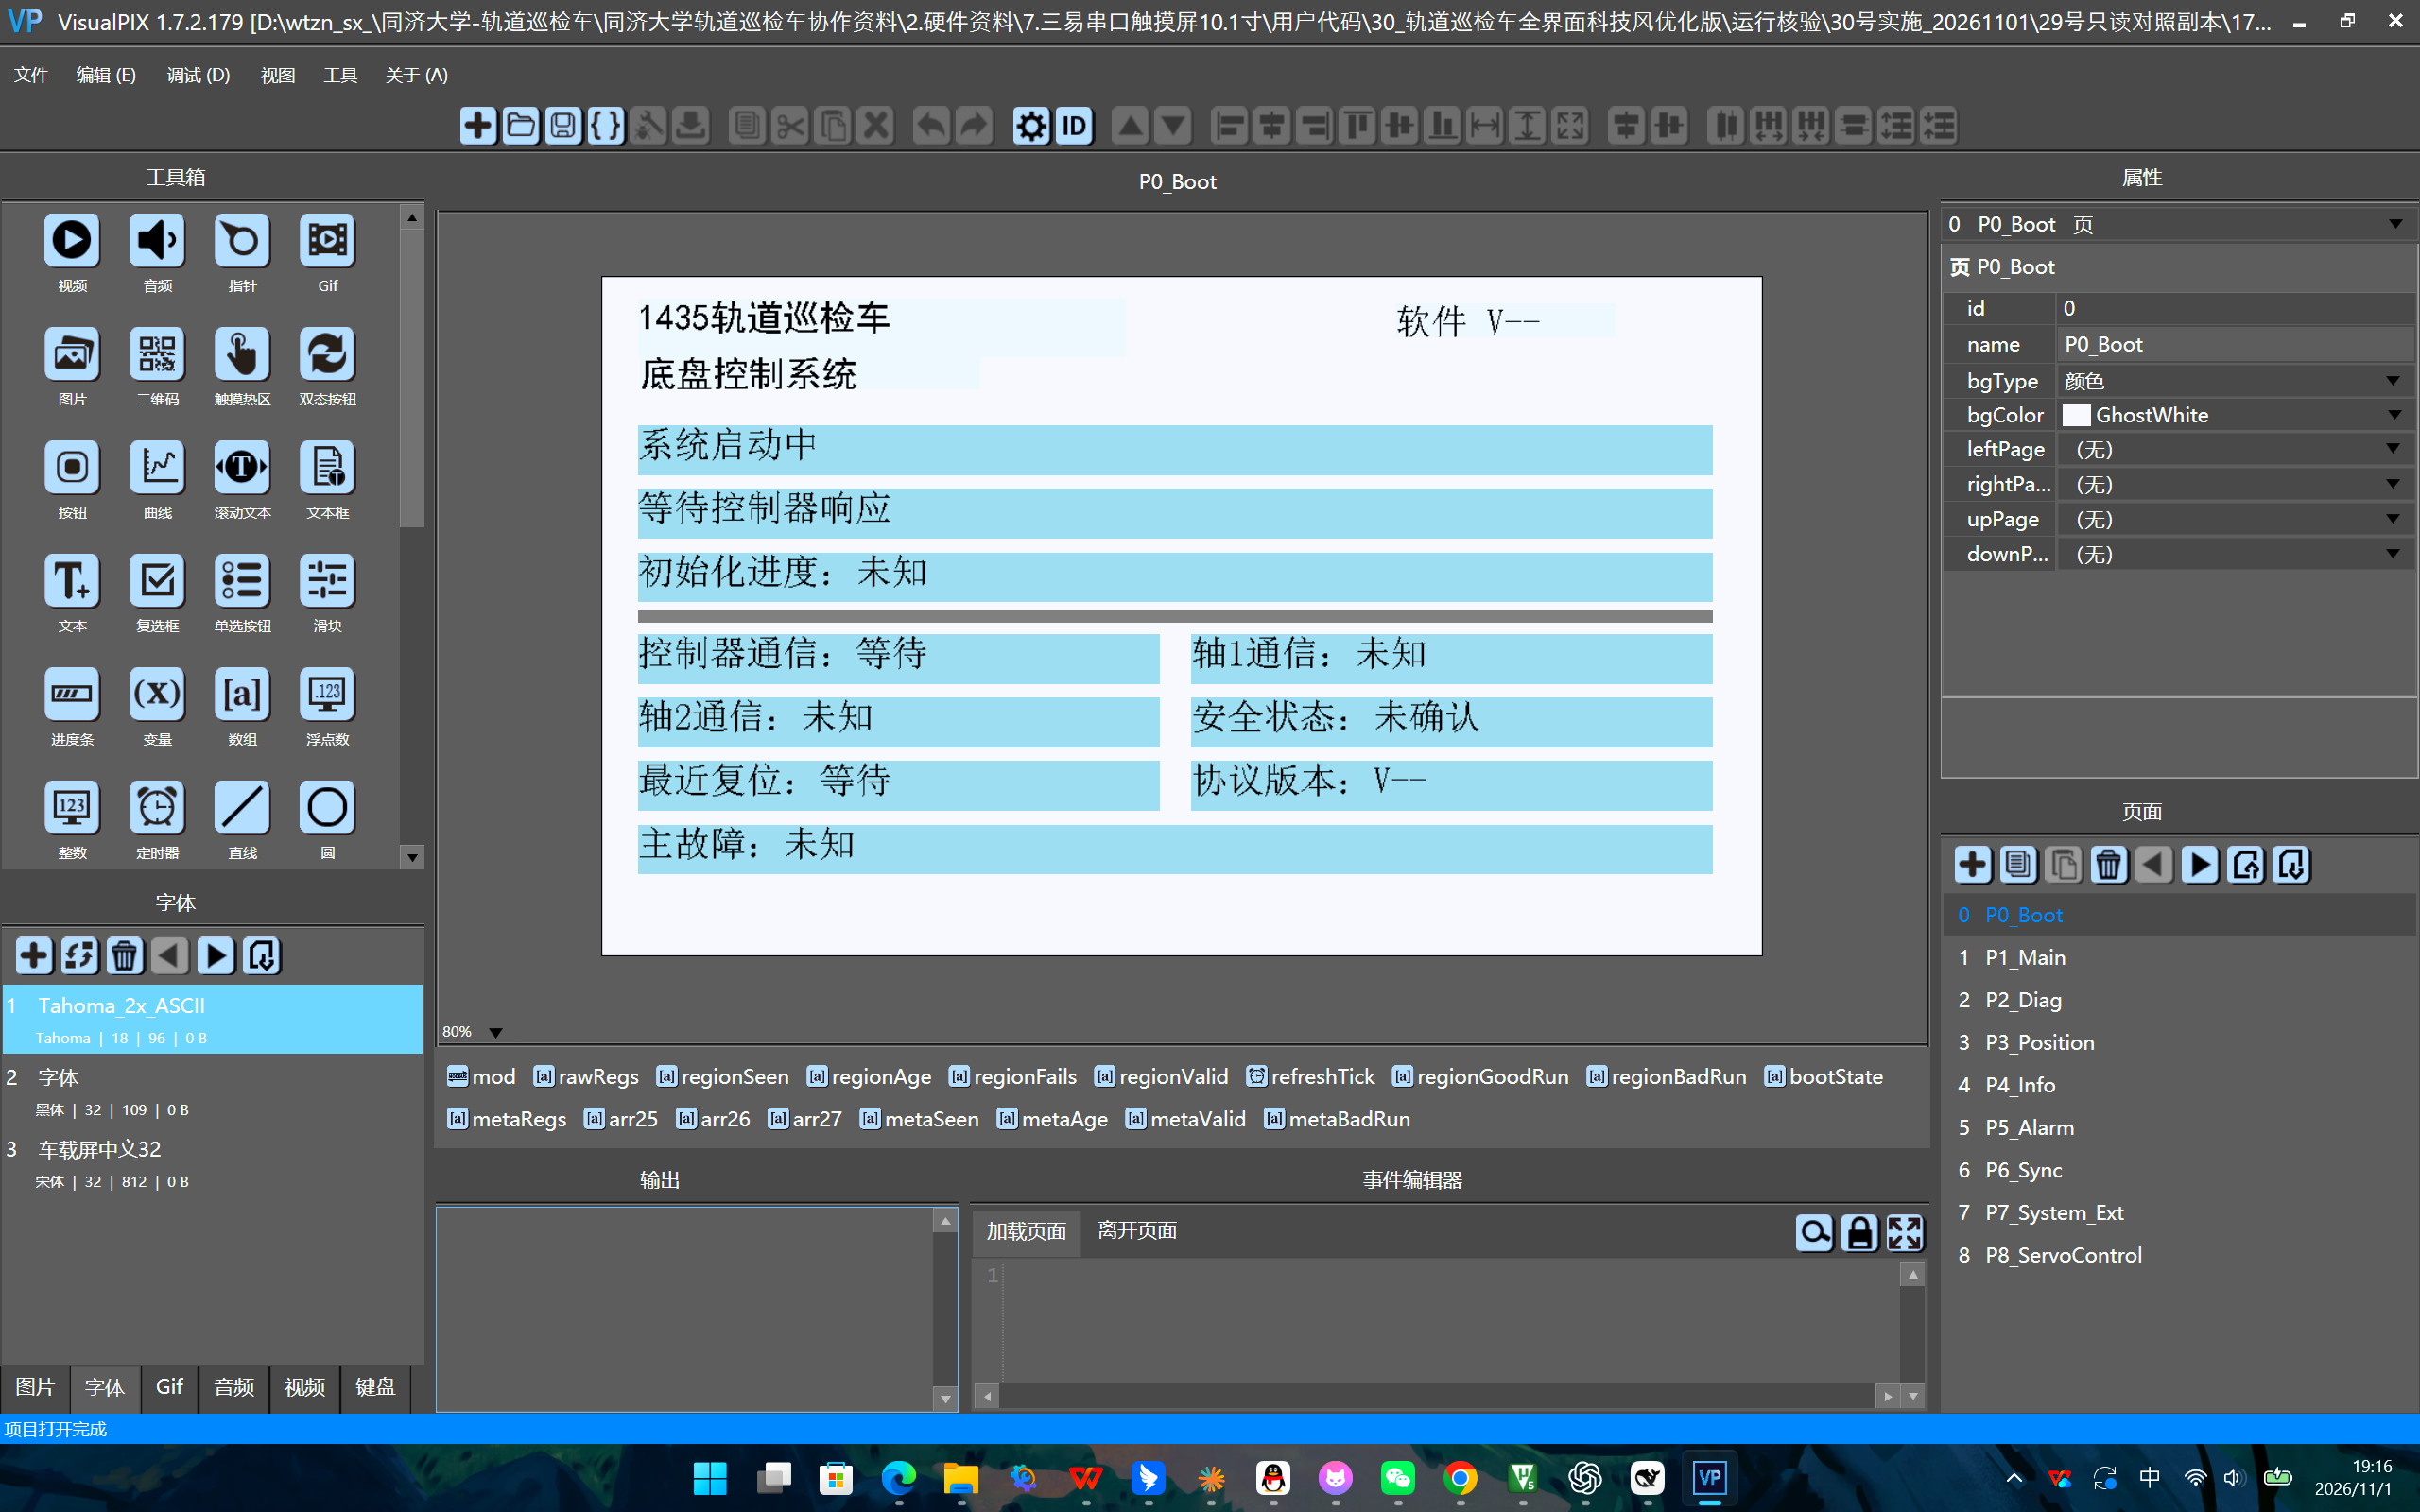 VP VisualPIX 1.7.2.179 [D:\wtzn_sx_\同济大学-轨道巡检车\同济大学轨道巡检车协作资料\2.硬件资料\7.三易串口触摸屏10.1寸\用户代码\30_轨道巡检车全界面科技风优化版\运行核验\30号实施_20261101\29号只读对照副本\17...
文件 编辑 (E) 调试 (D) 视图 工具 关于 (A)
ID
工具箱
视频 音频 指针 Gif
图片 二维码 触摸热区 双态按钮
按钮 曲线 滚动文本 文本框
文本 复选框 单选按钮 滑块
进度条 变量 数组 浮点数
整数 定时器 直线 圆
字体
1 Tahoma_2x_ASCII
Tahoma | 18 | 96 | 0 B
2 字体
黑体 | 32 | 109 | 0 B
3 车载屏中文32
宋体 | 32 | 812 | 0 B
图片 字体 Gif 音频 视频 键盘
P0_Boot
1435轨道巡检车
软件 V--
底盘控制系统
系统启动中
等待控制器响应
初始化进度：未知
控制器通信：等待 轴1通信：未知
轴2通信：未知 安全状态：未确认
最近复位：等待 协议版本：V--
主故障：未知
80%
mod [a] rawRegs [a] regionSeen [a] regionAge [a] regionFails [a] regionValid refreshTick [a] regionGoodRun [a] regionBadRun [a] bootState
[a] metaRegs [a] arr25 [a] arr26 [a] arr27 [a] metaSeen [a] metaAge [a] metaValid [a] metaBadRun
输出
事件编辑器
加载页面 离开页面
1
属性
0 P0_Boot 页
页 P0_Boot
id 0
name P0_Boot
bgType 颜色
bgColor GhostWhite
leftPage (无)
rightPa... (无)
upPage (无)
downP... (无)
页面
0 P0_Boot
1 P1_Main
2 P2_Diag
3 P3_Position
4 P4_Info
5 P5_Alarm
6 P6_Sync
7 P7_System_Ext
8 P8_ServoControl
项目打开完成
VP
中
19:16
2026/11/1